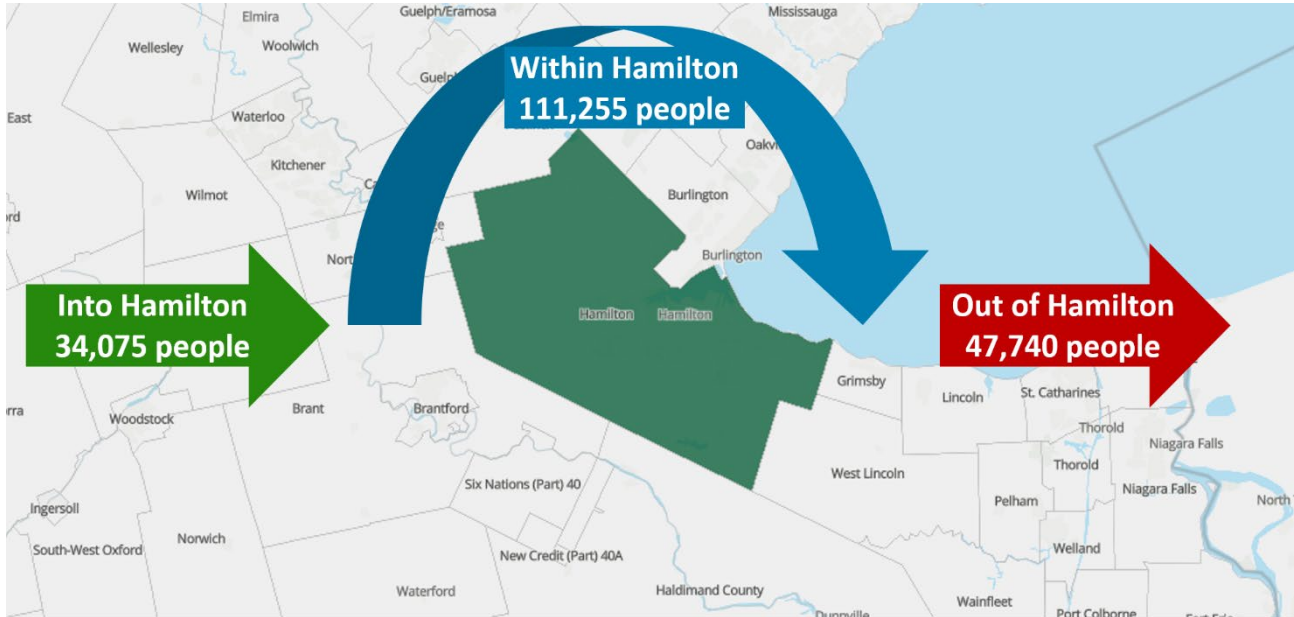 Elmira
Guelph/Eramosa
Mississauga
Wellesley
Woolwich
Within Hamilton
111,255 people
East
Waterloo
Kitchener
Wilmot
Burlington
Burlington
Into Hamilton
34,075 people
Hamilton
Hamilton
Out of Hamilton
47,740 people
Grimsby
Lincoln
St. Catharines
Woodstock
Brant
Brantford
Thorold
Niagara Falls
Thorold
West Lincoln
Niagara Falls
Six Nations (Part) 40
Pelham
North
Ingersoll
Norwich
South-West Oxford
New Credit (Part) 40A
Welland
Waterford
Haldimand County
Wainfleet
Port Colborne